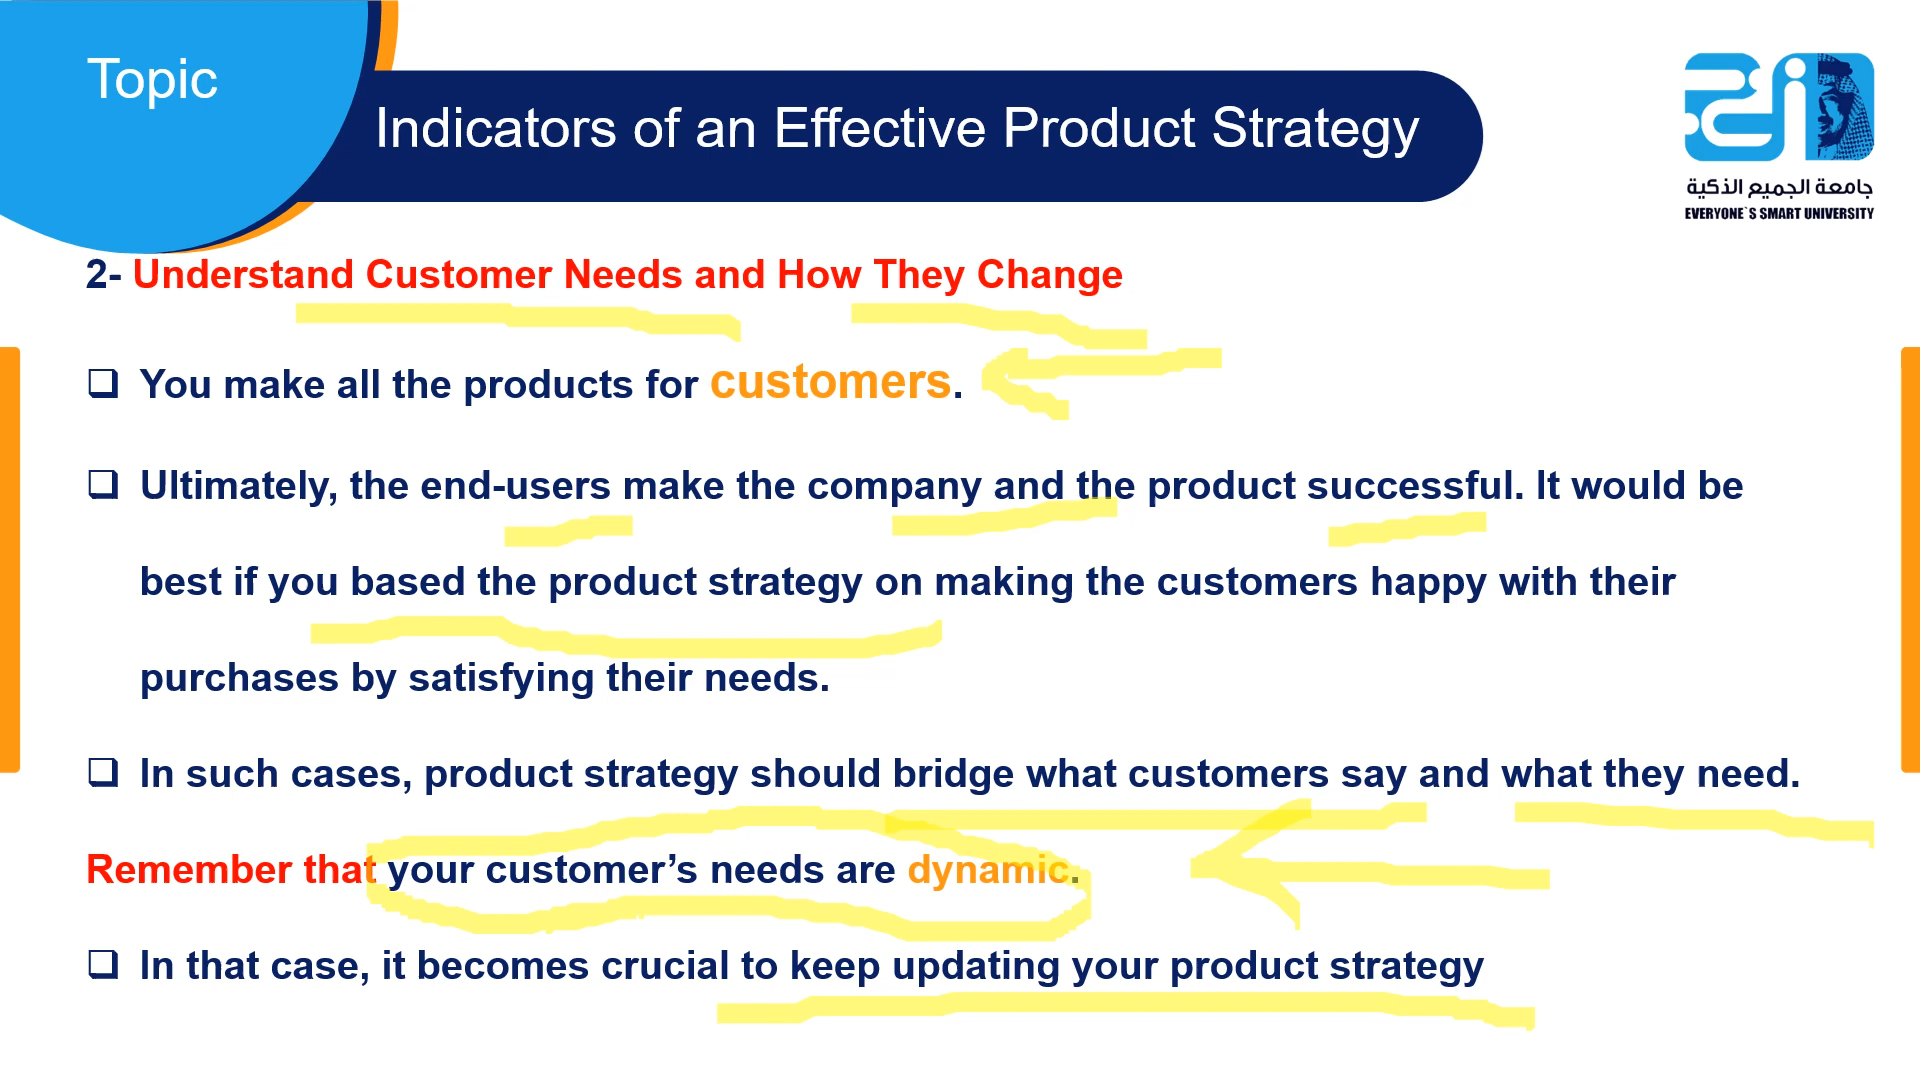 Topic
Indicators of an Effective Product Strategy
جامعة الجميع الذكية
EVERYONE`S SMART UNIVERSITY
2- Understand Customer Needs and How They Change
❑ You make all the products for customers.
❑ Ultimately, the end-users make the company and the product successful. It would be
best if you based the product strategy on making the customers happy with their
purchases by satisfying their needs.
❑ In such cases, product strategy should bridge what customers say and what they need.
Remember that your customer’s needs are dynamic.
❑ In that case, it becomes crucial to keep updating your product strategy